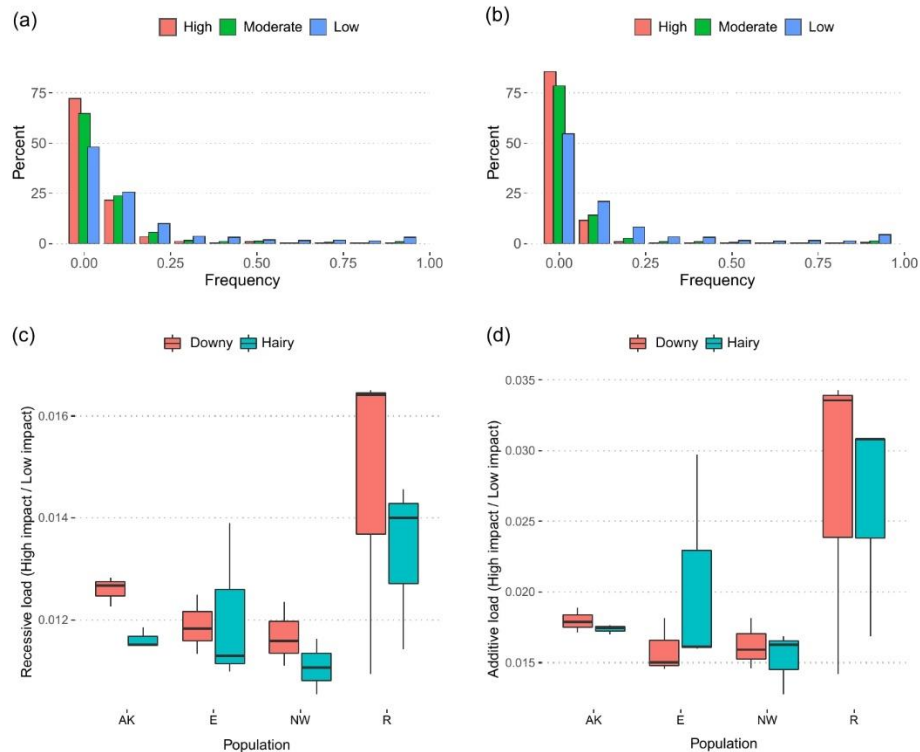 (a)
High Moderate Low
Percent
75
50
25
0
0.00 0.25 0.50 0.75 1.00
Frequency
(b)
High Moderate Low
Percent
75
50
25
0
0.00 0.25 0.50 0.75 1.00
Frequency
(c)
Downy Hairy
Recessive load (High impact / Low impact)
0.016
0.014
0.012
AK E NW R
Population
(d)
Downy Hairy
Additive load (High impact / Low impact)
0.035
0.030
0.025
0.020
0.015
AK E NW R
Population